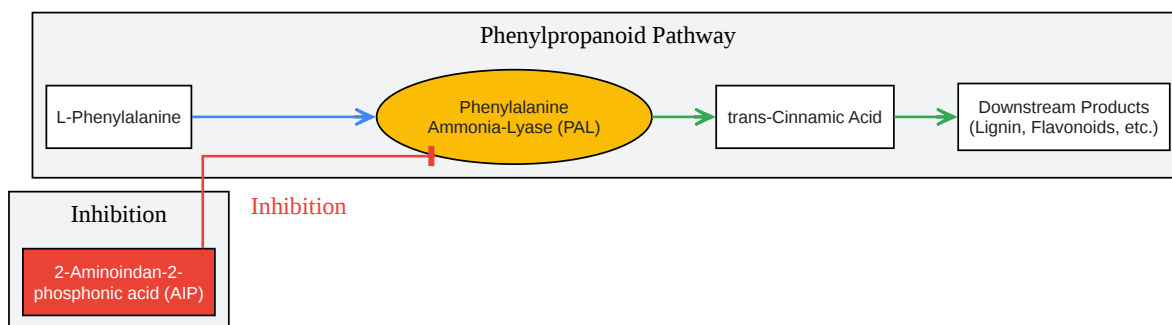 Phenylpropanoid Pathway
L-Phenylalanine
Phenylalanine
Ammonia-Lyase (PAL)
trans-Cinnamic Acid
Downstream Products
(Lignin, Flavonoids, etc.)
Inhibition
Inhibition
2-Aminoindan-2-
phosphonic acid (AIP)